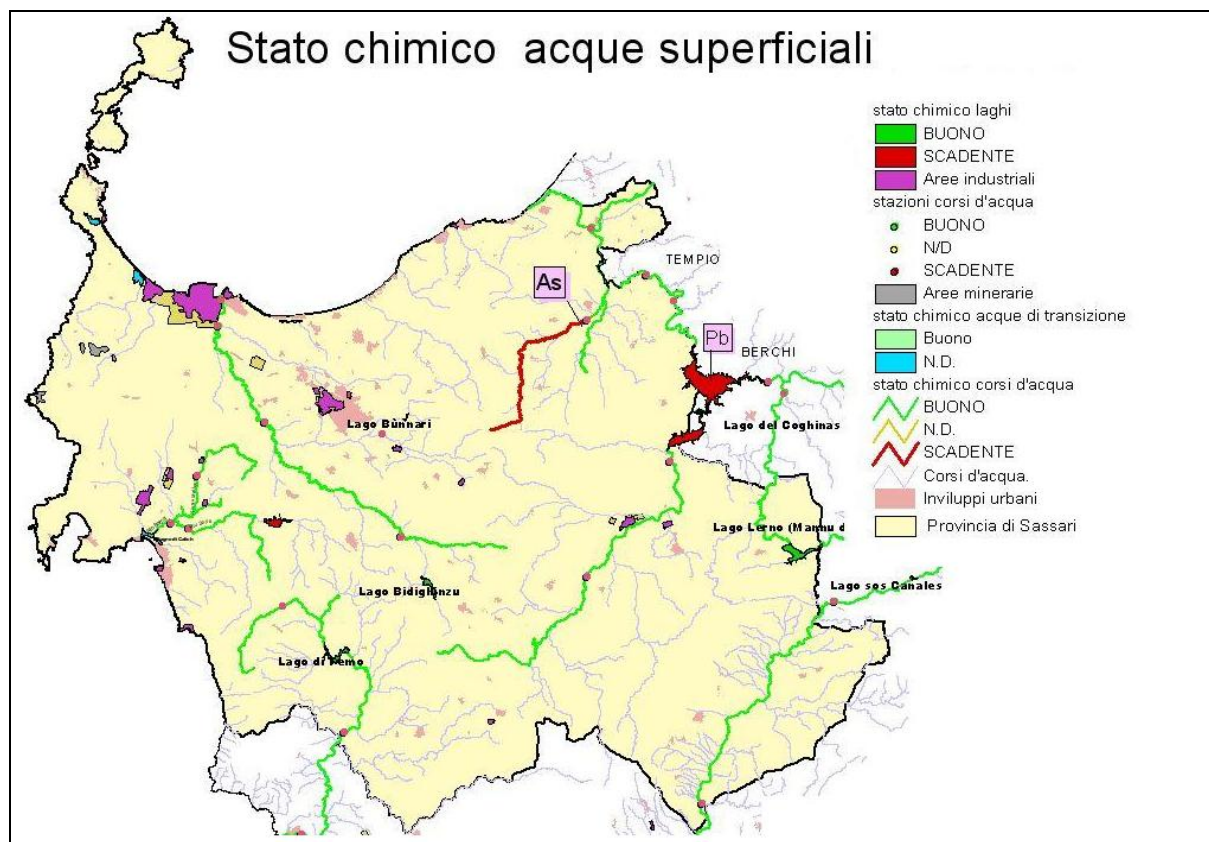 Stato chimico acque superficiali
stato chimico laghi
BUONO
SCADENTE
Aree industriali
stazioni corsi d'acqua
BUONO
N/D
SCADENTE
Aree minerarie
stato chimico acque di transizione
Buono
N.D.
stato chimico corsi d'acqua
BUONO
N.D.
SCADENTE
Corsi d'acqua.
Inviluppi urbani
Provincia di Sassari
TEMPIO
As
Pb
BERCHI
Lago Bùnnari
Lago del Coghinas
Lago Lerno (Mannu d
Lago Bidighinzu
Lago sos Canales
Lago di Temo